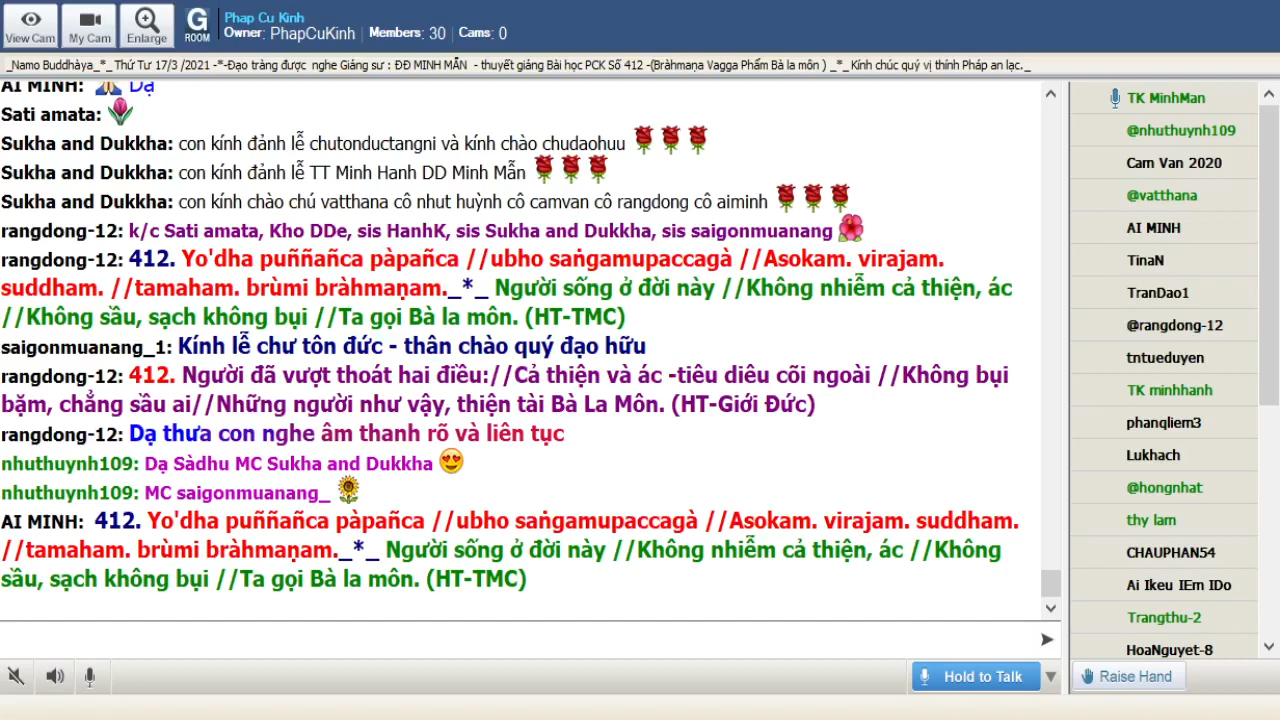 View Cam
My Cam
Enlarge
G
ROOM
Phap Cu Kinh
Owner: PhapCuKinh | Members: 30 | Cams: 0
_Namo Buddhàya_*_ Thứ Tư 17/3 /2021 -*-Đạo tràng được nghe Giảng sư : ĐĐ MINH MẪN - thuyết giảng Bài học PCK Số 412 -(Bràhmaṇa Vagga Phẩm Bà la môn ) _*_ Kính chúc quý vị thính Pháp an lạc._
AI MINH: Dạ
Sati amata:
Sukha and Dukkha: con kính đảnh lễ chutonductangni và kính chào chudaohuu
Sukha and Dukkha: con kính đảnh lễ TT Minh Hanh DD Minh Mẫn
Sukha and Dukkha: con kính chào chú vatthana cô nhut huỳnh cô camvan cô rangdong cô aiminh
rangdong-12: k/c Sati amata, Kho DDe, sis HanhK, sis Sukha and Dukkha, sis saigonmuanang
rangdong-12: 412. Yo'dha puññañca pàpañca //ubho saṅgamupaccagà //Asokam. virajam.
suddham. //tamaham. brùmi bràhmaṇam._*_ Người sống ở đời này //Không nhiễm cả thiện, ác
//Không sầu, sạch không bụi //Ta gọi Bà la môn. (HT-TMC)
saigonmuanang_1: Kính lễ chư tôn đức - thân chào quý đạo hữu
rangdong-12: 412. Người đã vượt thoát hai điều://Cả thiện và ác -tiêu diêu cõi ngoài //Không bụi
bặm, chẳng sầu ai//Những người như vậy, thiện tài Bà La Môn. (HT-Giới Đức)
rangdong-12: Dạ thưa con nghe âm thanh rõ và liên tục
nhuthuynh109: Dạ Sàdhu MC Sukha and Dukkha
nhuthuynh109: MC saigonmuanang_
AI MINH: 412. Yo'dha puññañca pàpañca //ubho saṅgamupaccagà //Asokam. virajam. suddham.
//tamaham. brùmi bràhmaṇam._*_ Người sống ở đời này //Không nhiễm cả thiện, ác //Không
sầu, sạch không bụi //Ta gọi Bà la môn. (HT-TMC)
Hold to Talk
TK MinhMan
@nhuthuynh109
Cam Van 2020
@vatthana
AI MINH
TinaN
TranDao1
@rangdong-12
tntueduyen
TK minhhanh
phanqliem3
Lukhach
@hongnhat
thy lam
CHAUPHAN54
Ai Ikeu IEm IDo
Trangthu-2
HoaNguyet-8
Raise Hand